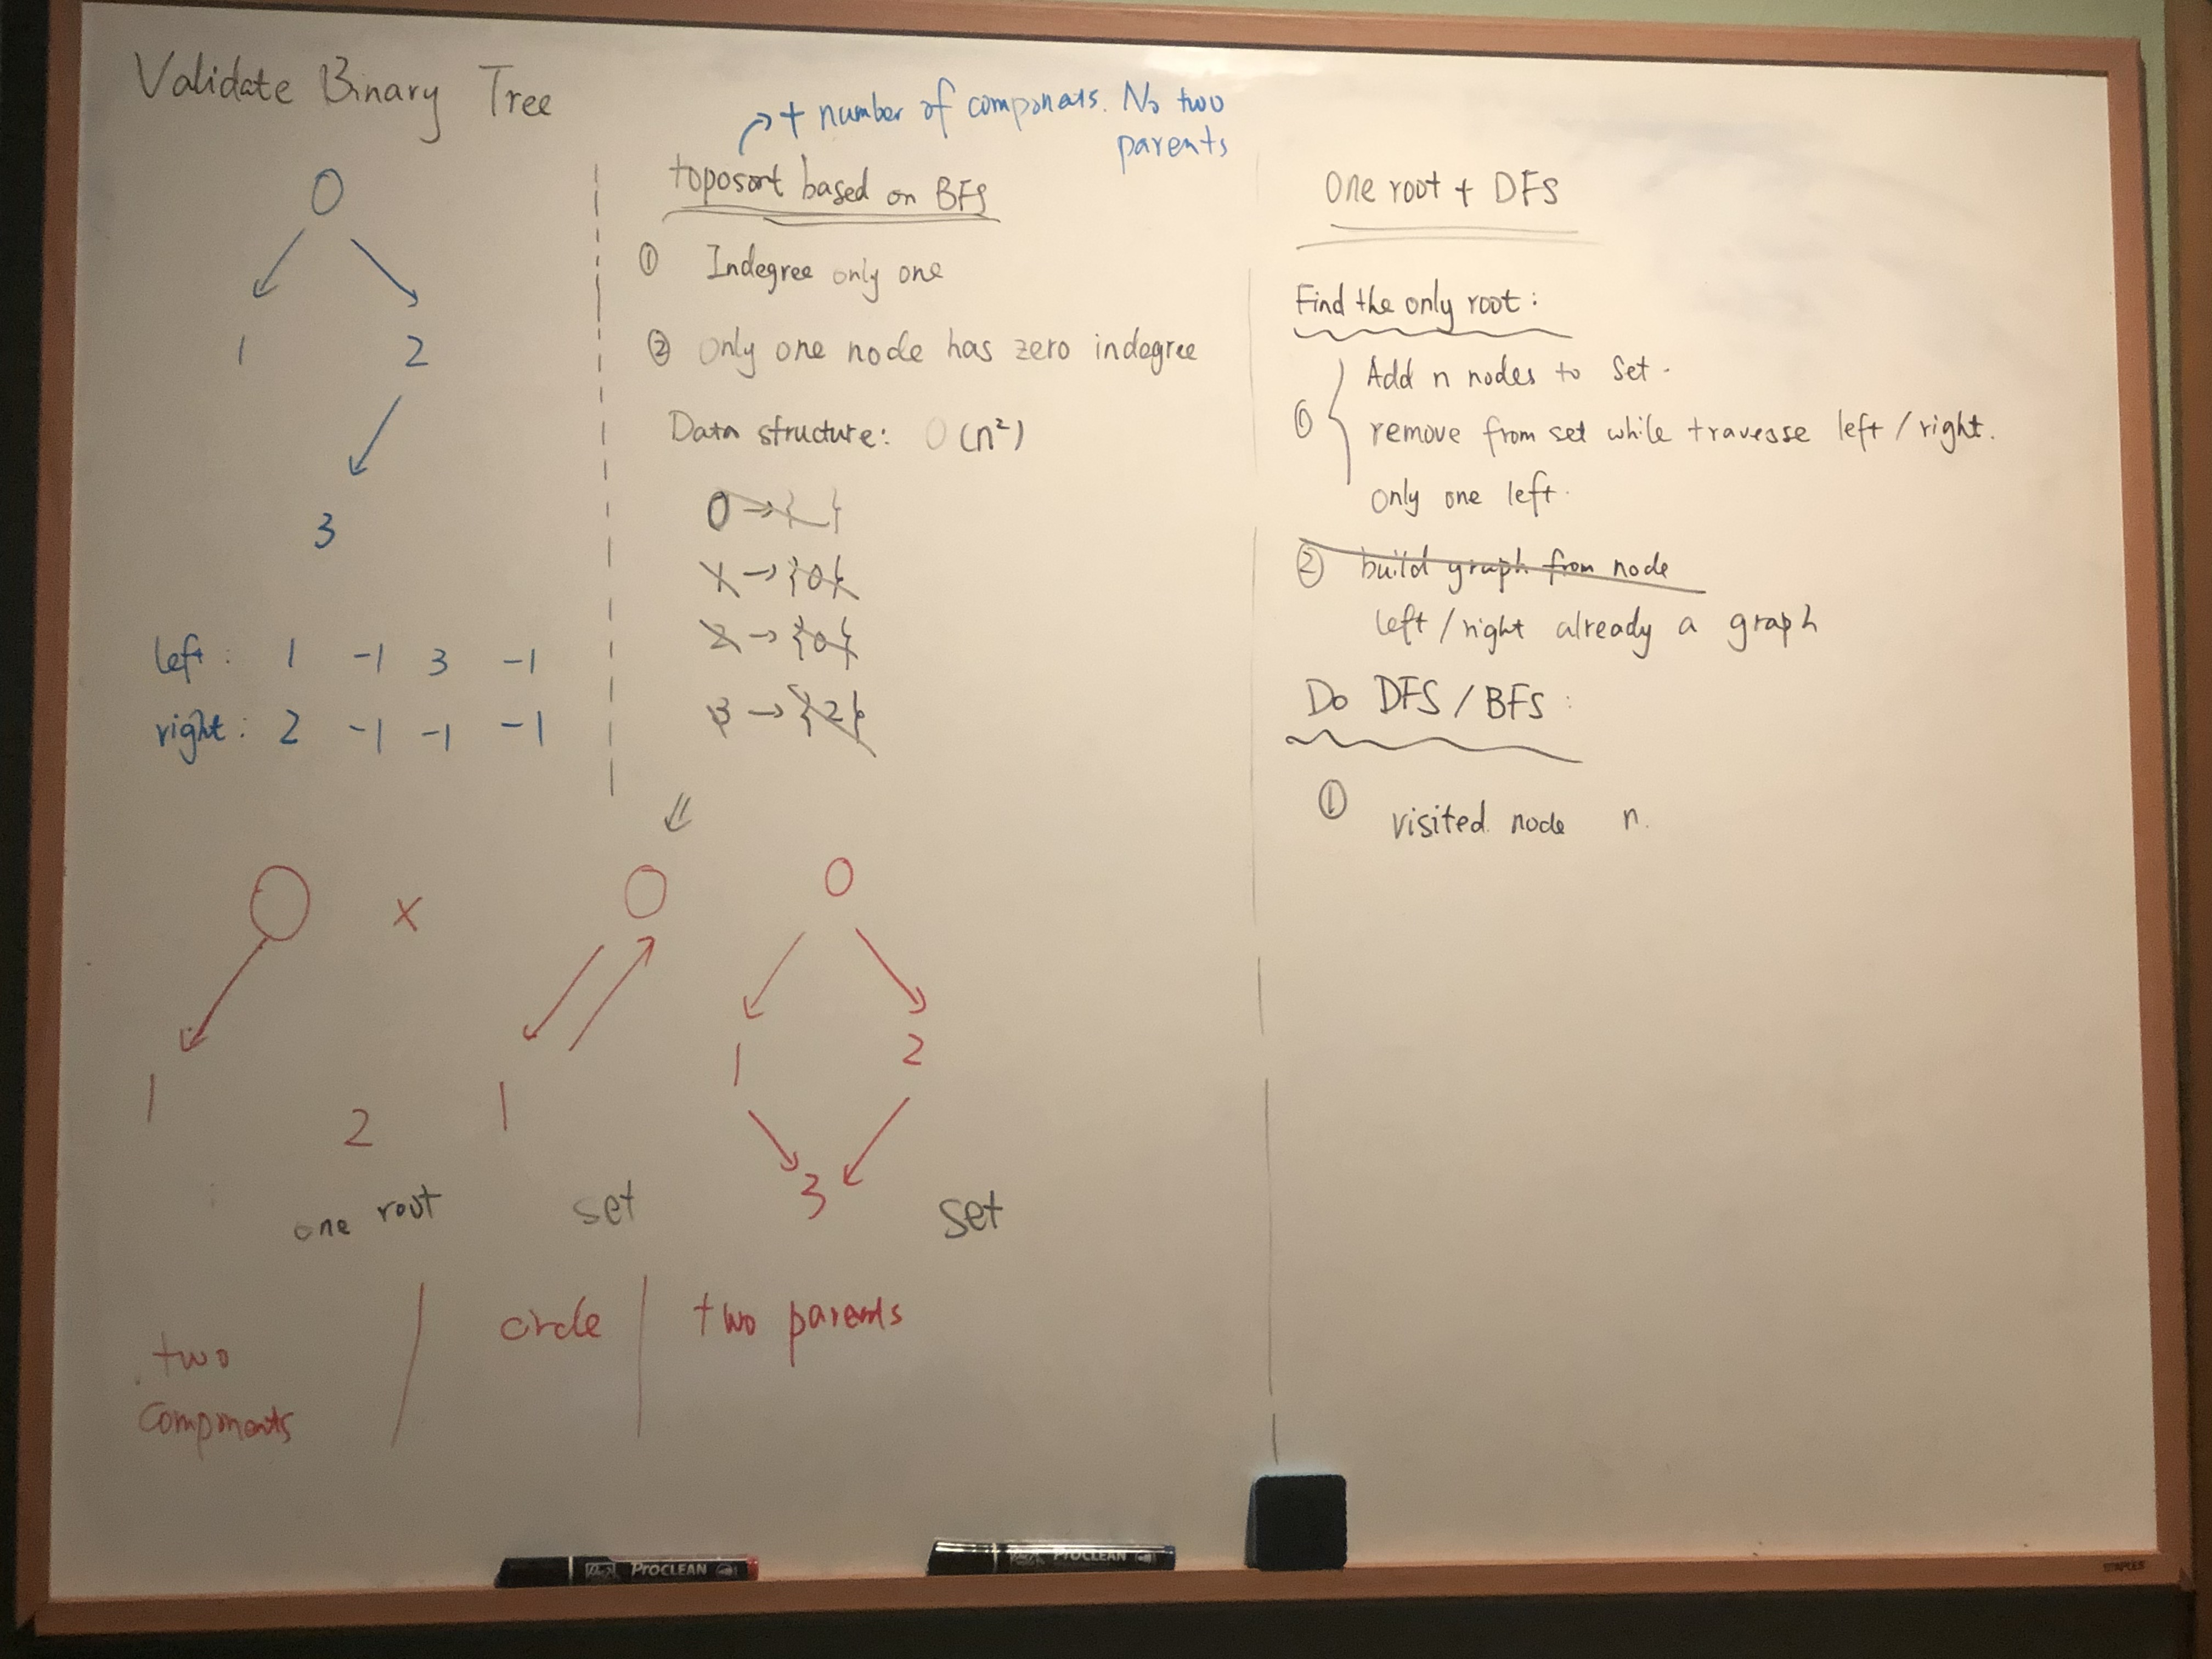 Validate Binary Tree
0
1 2
3
left: 1 -1 3 -1
right: 2 -1 -1 -1
+ number of componats. No two
parents
toposort based on BFS
① Indegree only one
② only one node has zero indegree
Data structure: O(n²)
0 → { }
1 → {0}
2 → {0}
3 → {2}
One root + DFS
Find the only root:
① Add n nodes to Set.
remove from set while traverse left / right.
only one left.
② build graph from node
left / right already a graph
Do DFS / BFS:
① visited node n.
0 x
1
2
one root
two
components
0
1
set
circle
0
1 2
3
set
two parents
PROCLEAN
PROCLEAN
STAPLES